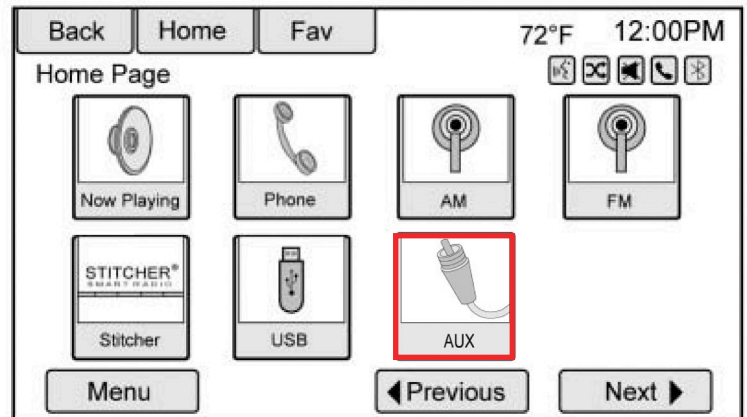 Back Home Fav 72°F 12:00PM
Home Page
Now Playing Phone AM FM
STITCHER®
SMART RADIO
Stitcher USB AUX
Menu Previous Next